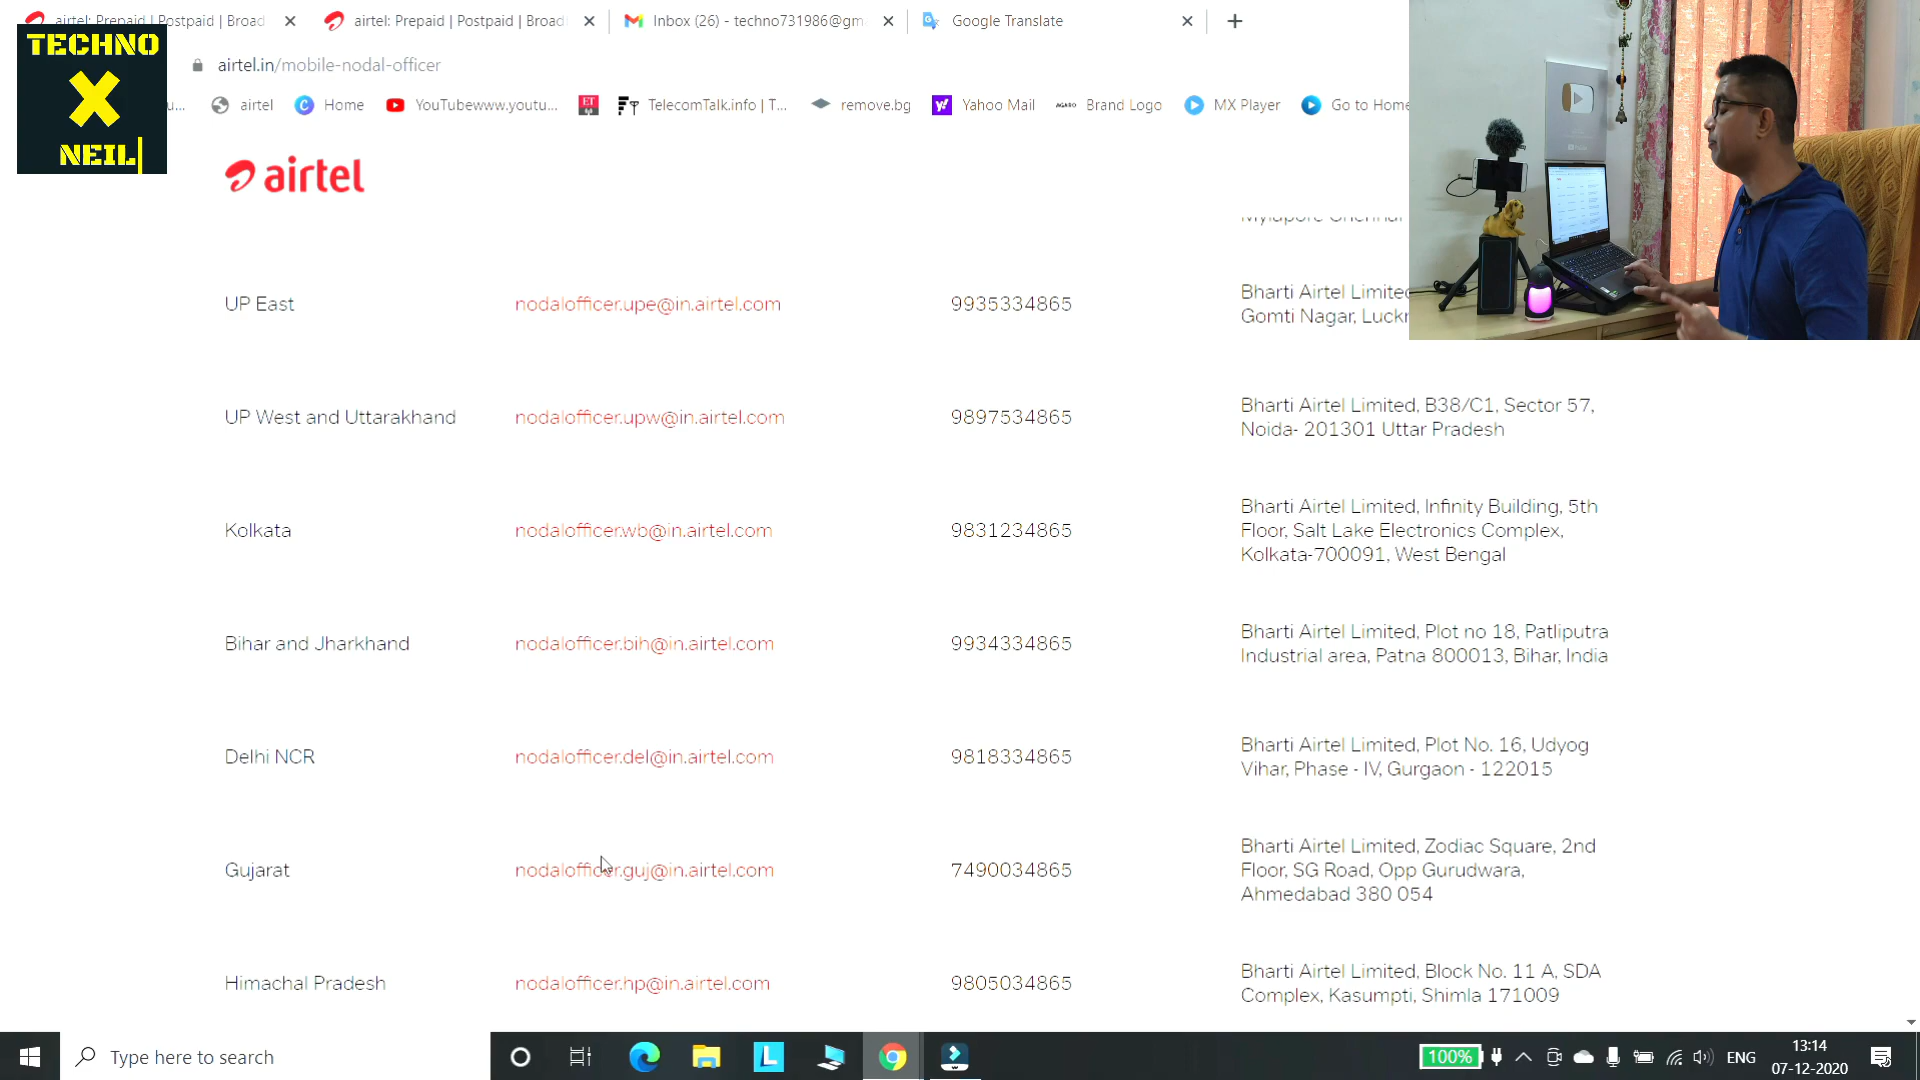 airtel: Prepaid | Postpaid | Broad
airtel: Prepaid | Postpaid | Broad
Inbox (26) - techno731986@gm
Google Translate
TECHNO
X
NEIL
airtel.in/mobile-nodal-officer
u...
airtel
Home
YouTubewww.youtu...
TelecomTalk.info | T...
remove.bg
Yahoo Mail
AGARO
Brand Logo
MX Player
Go to Home
airtel
Mylapore Chennai
UP East
nodalofficer.upe@in.airtel.com
9935334865
Bharti Airtel Limited
Gomti Nagar, Luckn
UP West and Uttarakhand
nodalofficer.upw@in.airtel.com
9897534865
Bharti Airtel Limited, B38/C1, Sector 57,
Noida- 201301 Uttar Pradesh
Kolkata
nodalofficer.wb@in.airtel.com
9831234865
Bharti Airtel Limited, Infinity Building, 5th
Floor, Salt Lake Electronics Complex,
Kolkata-700091, West Bengal
Bihar and Jharkhand
nodalofficer.bih@in.airtel.com
9934334865
Bharti Airtel Limited, Plot no 18, Patliputra
Industrial area, Patna 800013, Bihar, India
Delhi NCR
nodalofficer.del@in.airtel.com
9818334865
Bharti Airtel Limited, Plot No. 16, Udyog
Vihar, Phase - IV, Gurgaon - 122015
Gujarat
nodalofficer.guj@in.airtel.com
7490034865
Bharti Airtel Limited, Zodiac Square, 2nd
Floor, SG Road, Opp Gurudwara,
Ahmedabad 380 054
Himachal Pradesh
nodalofficer.hp@in.airtel.com
9805034865
Bharti Airtel Limited, Block No. 11 A, SDA
Complex, Kasumpti, Shimla 171009
Type here to search
L
100%
ENG
13:14
07-12-2020